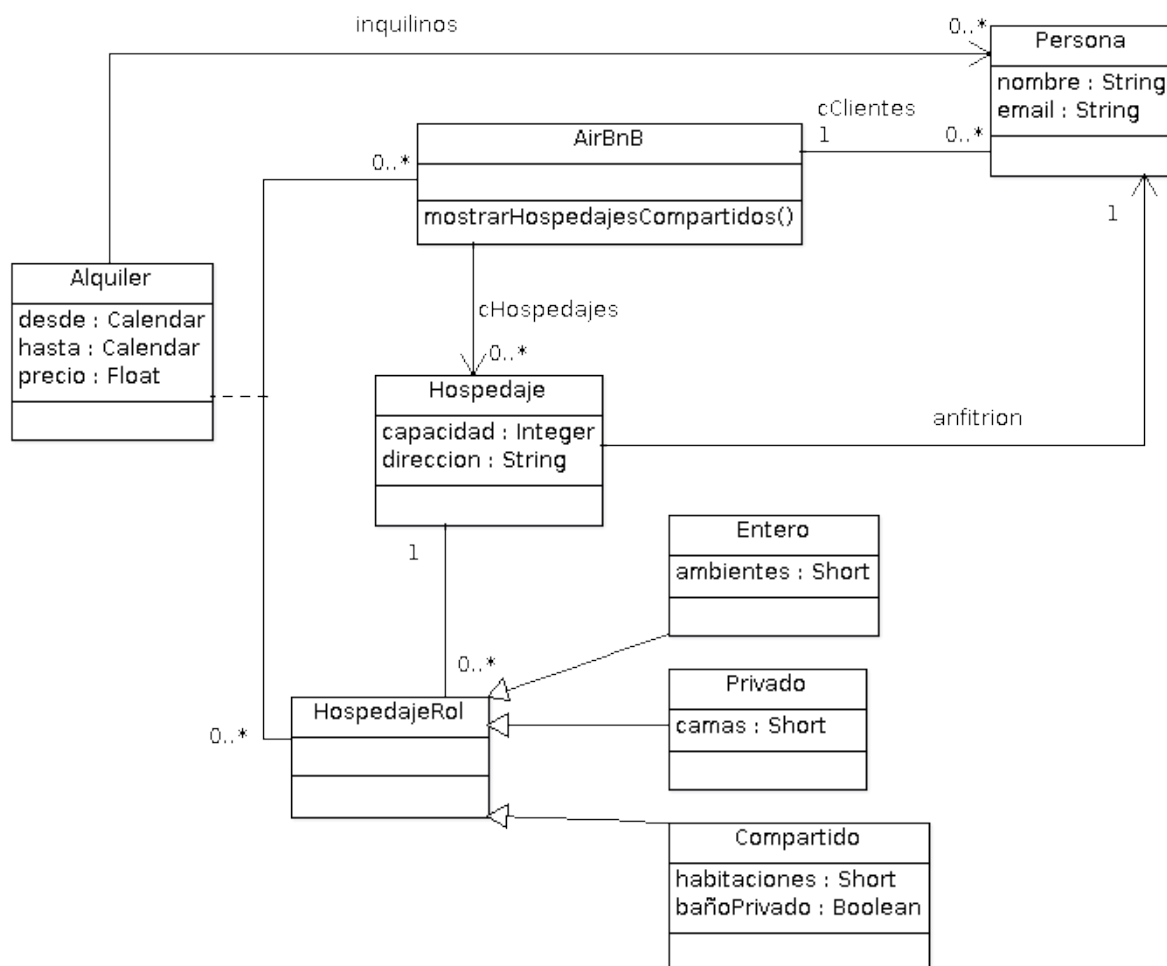 inquilinos
0..*
Persona
nombre : String
email : String
cClientes
1
0..*
AirBnB
mostrarHospedajesCompartidos()
0..*
1
Alquiler
desde : Calendar
hasta : Calendar
precio : Float
cHospedajes
0..*
Hospedaje
capacidad : Integer
direccion : String
anfitrion
1
0..*
Entero
ambientes : Short
HospedajeRol
0..*
Privado
camas : Short
Compartido
habitaciones : Short
bañoPrivado : Boolean